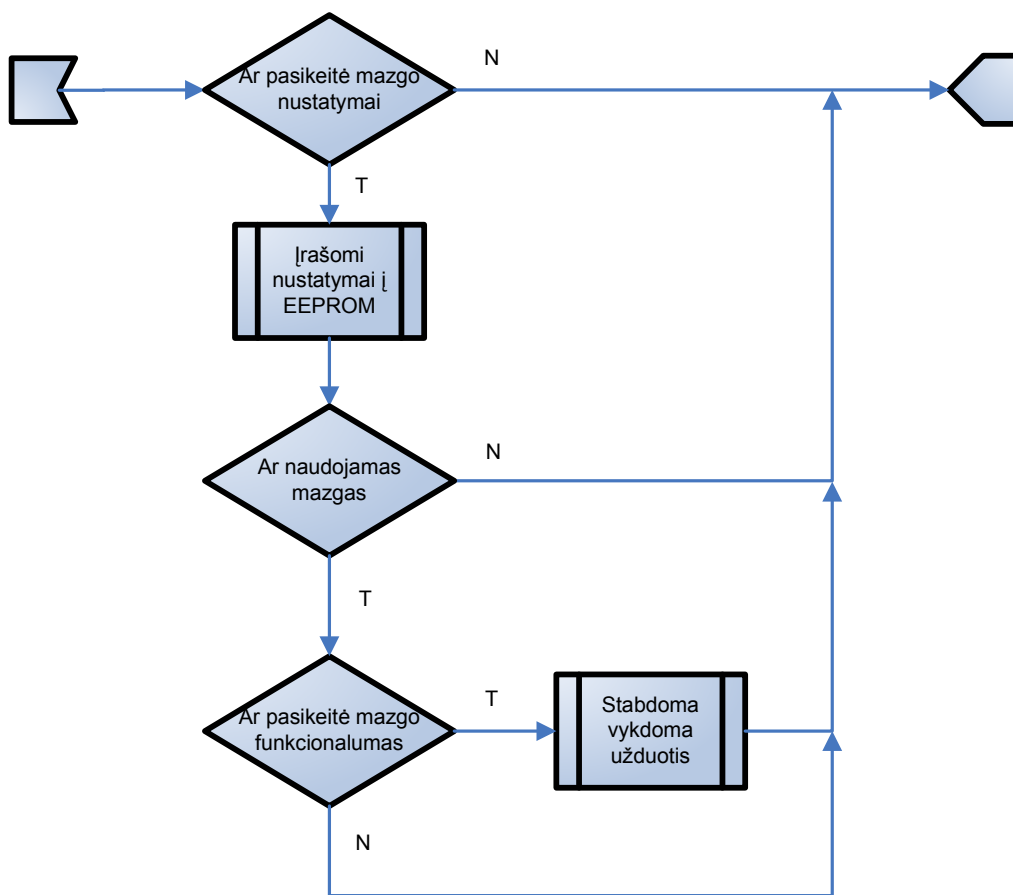 Ar pasikeitė mazgo
nustatymai
N
T
Įrašomi
nustatymai į
EEPROM
Ar naudojamas
mazgas
N
T
Ar pasikeitė mazgo
funkcionalumas
T
Stabdoma
vykdoma
užduotis
N